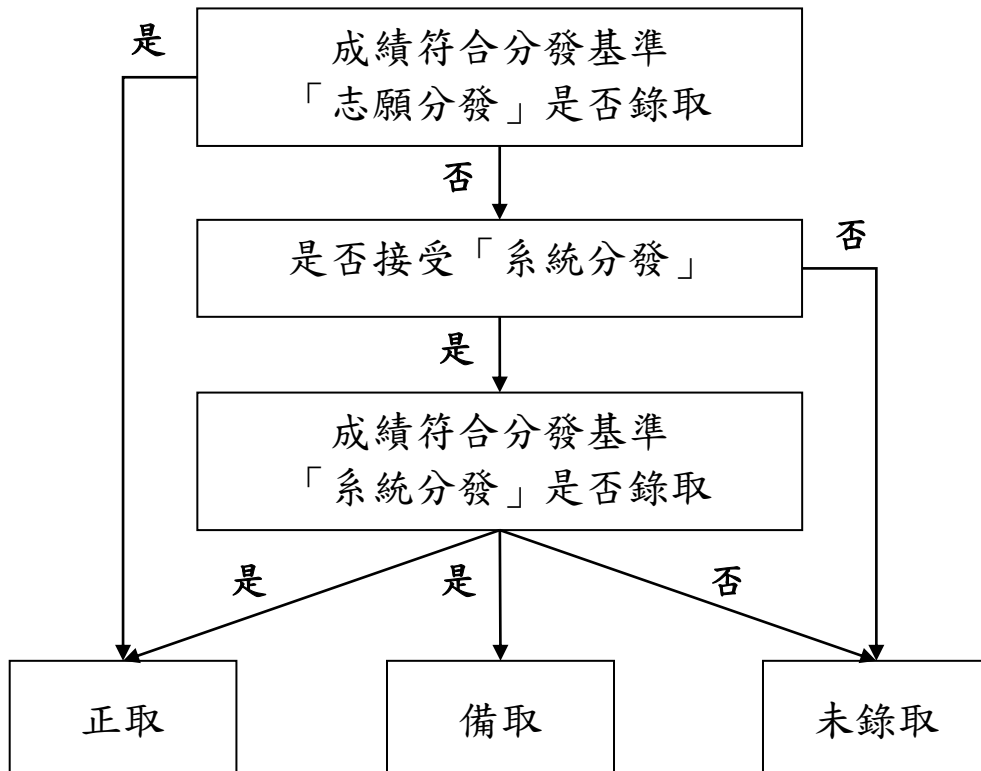 是
成績符合分發基準
「志願分發」是否錄取
否
是否接受「系統分發」
否
是
成績符合分發基準
「系統分發」是否錄取
是
是
否
正取
備取
未錄取